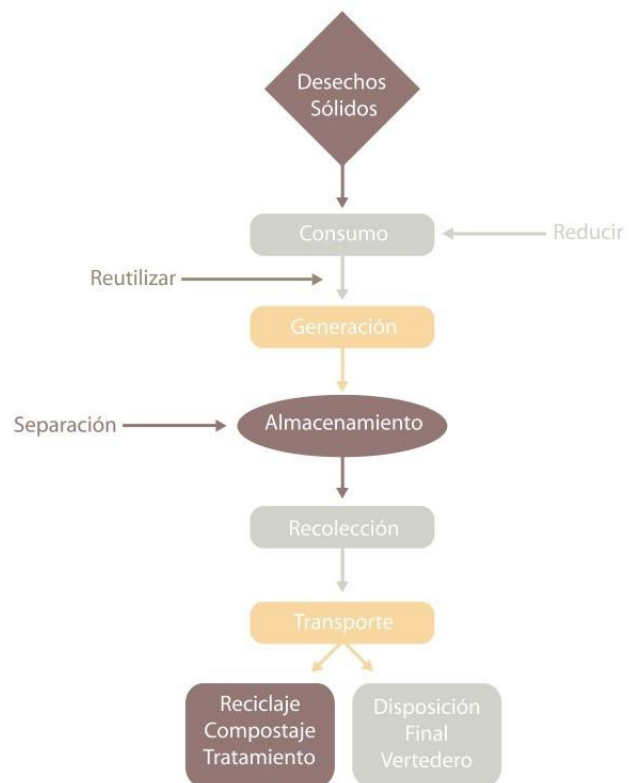 Desechos
Sólidos
Consumo
Reducir
Reutilizar
Generación
Separación
Almacenamiento
Recolección
Transporte
Reciclaje
Compostaje
Tratamiento
Disposición
Final
Vertedero